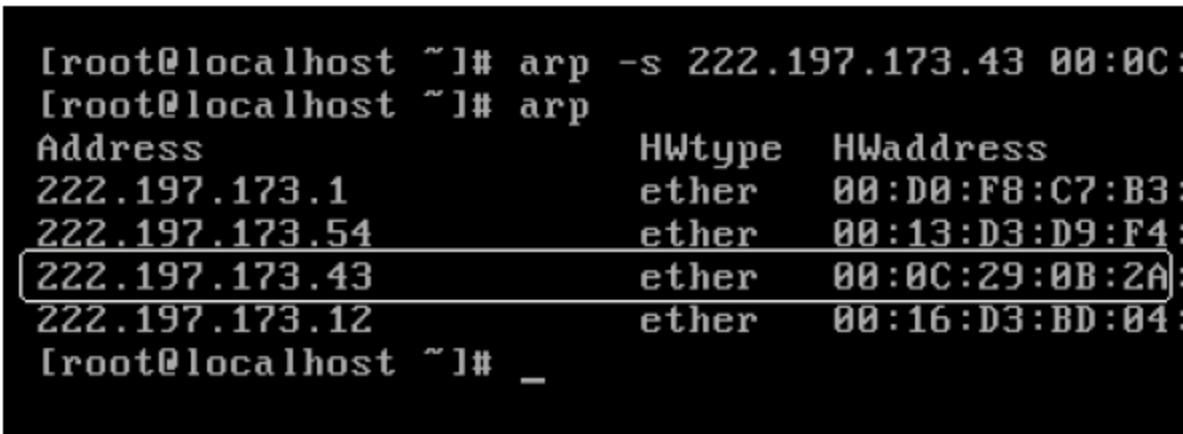 [root@localhost ~]# arp -s 222.197.173.43 00:0C:
[root@localhost ~]# arp
Address HWtype HWaddress
222.197.173.1 ether 00:D0:F8:C7:B3:
222.197.173.54 ether 00:13:D3:D9:F4:
222.197.173.43 ether 00:0C:29:0B:2A:
222.197.173.12 ether 00:16:D3:BD:04:
[root@localhost ~]# _